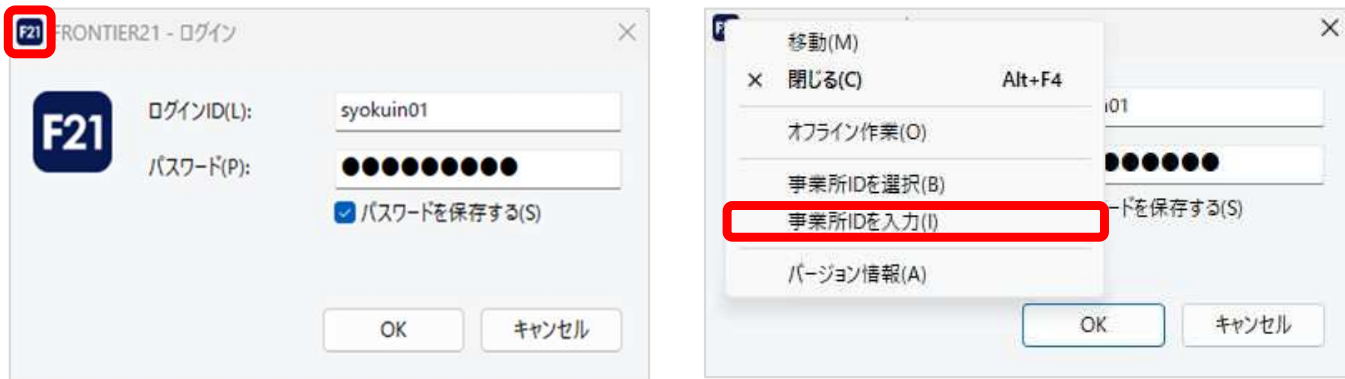 F21 FRONTIER21 - ログイン
F21
ログインID(L):
syokuin01
パスワード(P):
●●●●●●●●●
パスワードを保存する(S)
OK
キャンセル
移動(M)
閉じる(C) Alt+F4
オフライン作業(O)
事業所IDを選択(B)
事業所IDを入力(I)
バージョン情報(A)
01
●●●●●●
ードを保存する(S)
OK
キャンセル